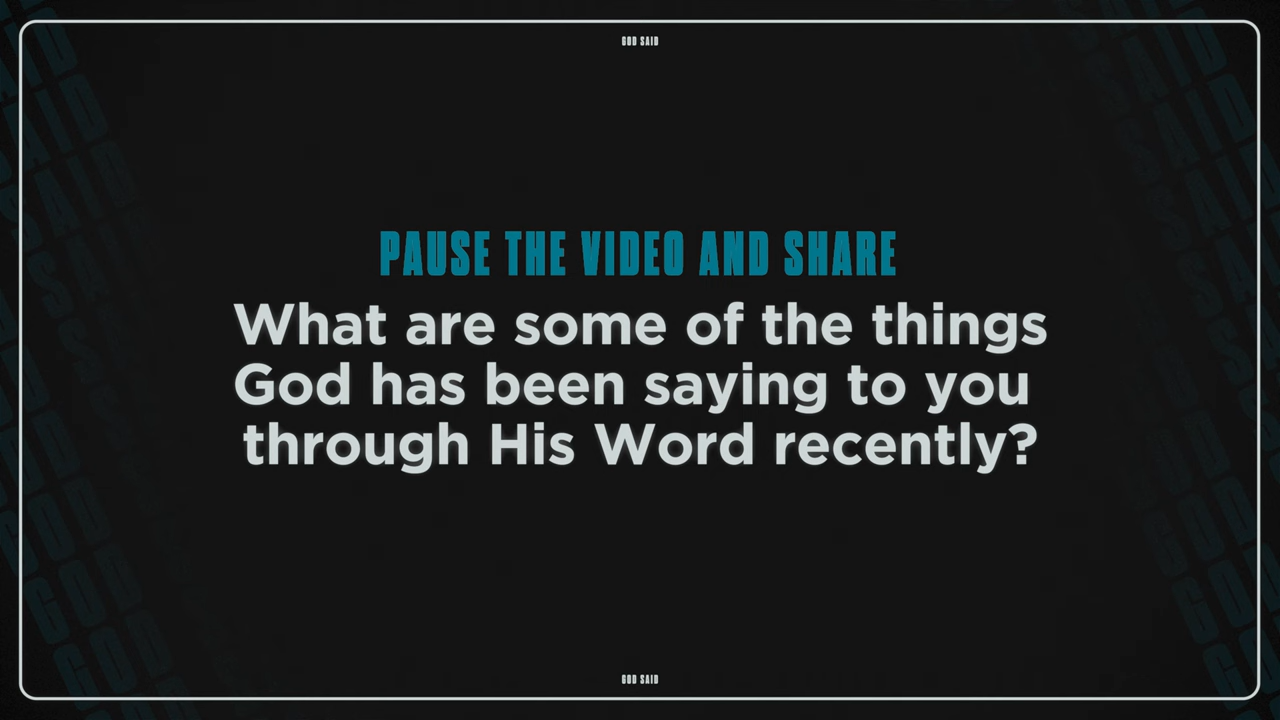 GOD SAID
PAUSE THE VIDEO AND SHARE
What are some of the things
God has been saying to you
through His Word recently?
GOD SAID